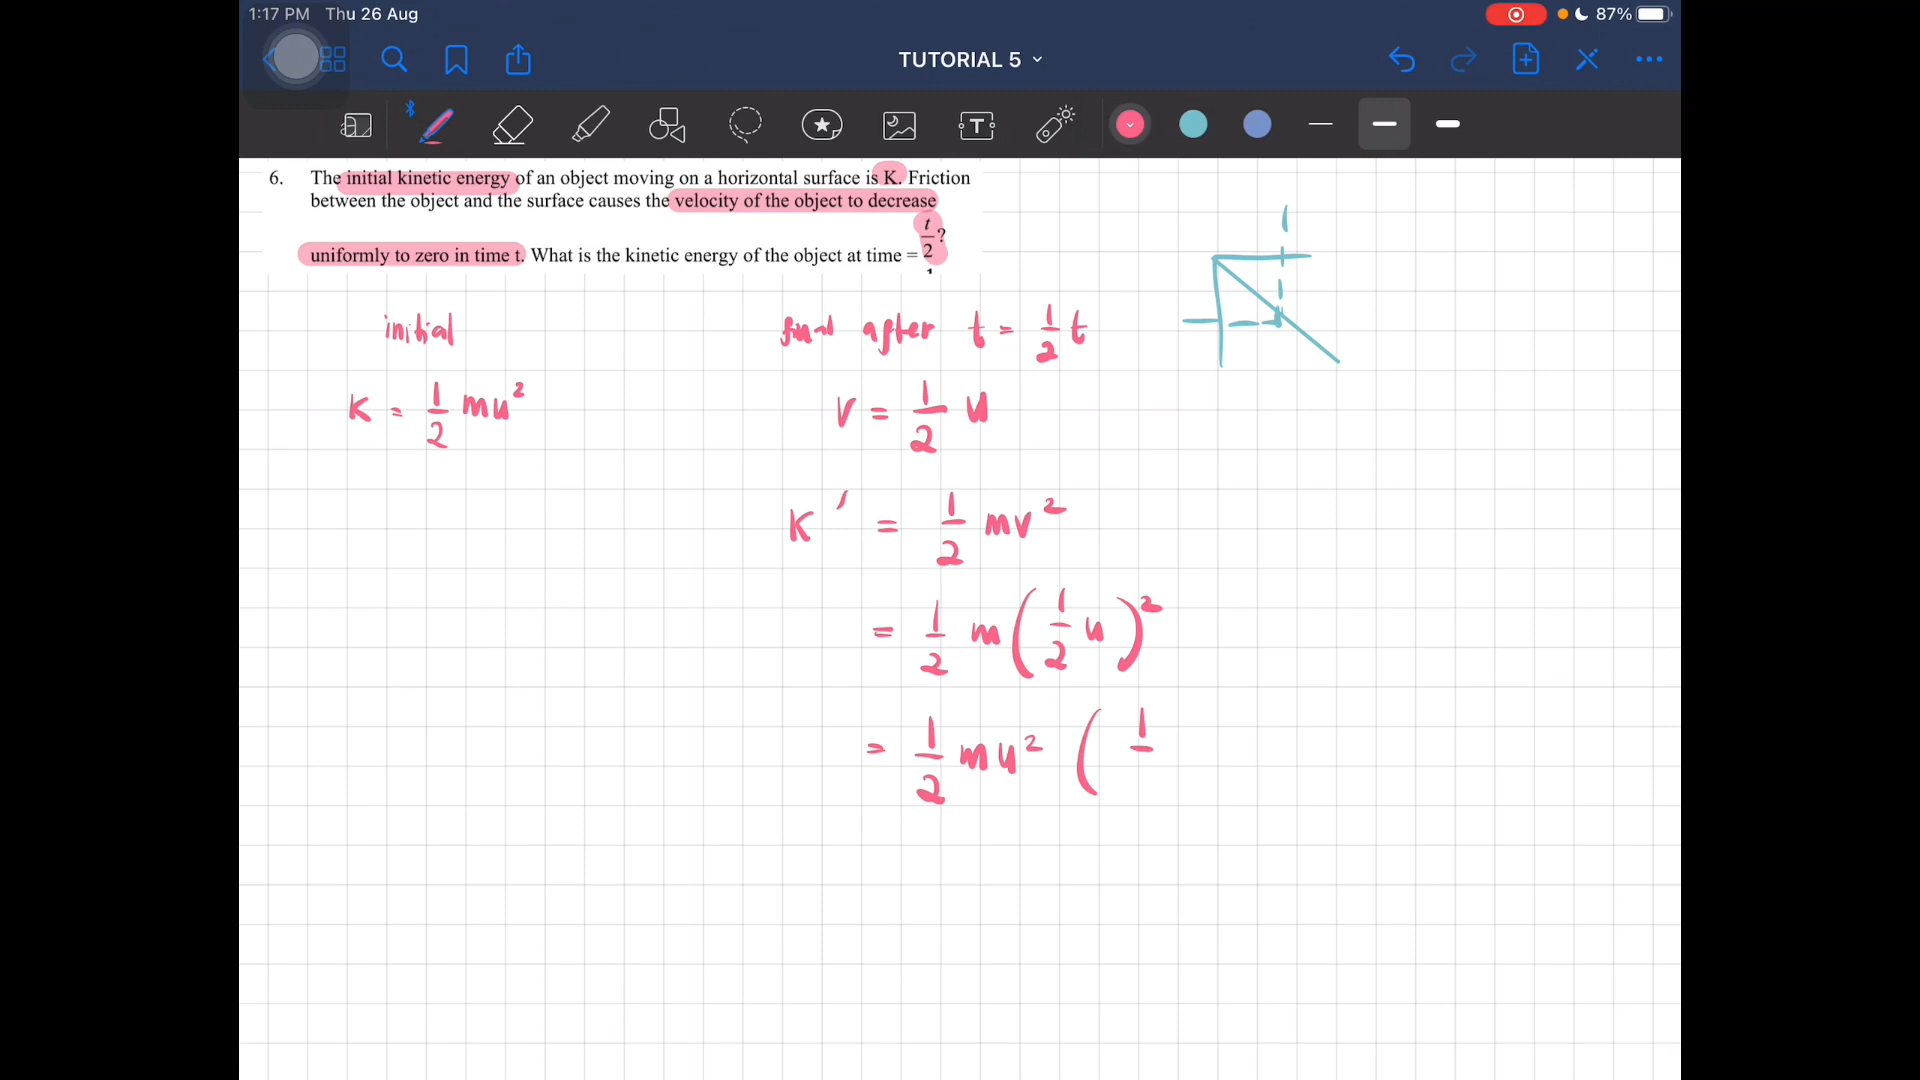 1:17 PM Thu 26 Aug
87%
TUTORIAL 5
6. The initial kinetic energy of an object moving on a horizontal surface is K. Friction
between the object and the surface causes the velocity of the object to decrease
uniformly to zero in time t. What is the kinetic energy of the object at time = t/2?
initial
final after t = 1/2 t
K = 1/2 mu²
v = 1/2 u
K' = 1/2 mv²
= 1/2 m(1/2 u)²
= 1/2 mu² (1